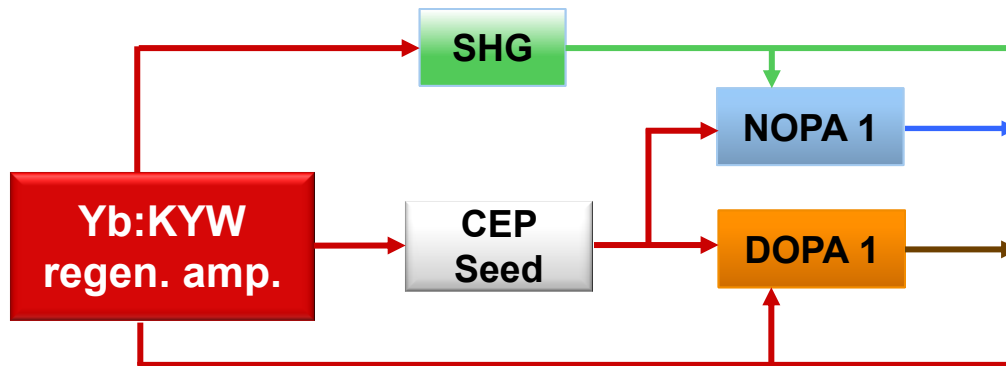 SHG
NOPA 1
Yb:KYW
regen. amp.
CEP
Seed
DOPA 1